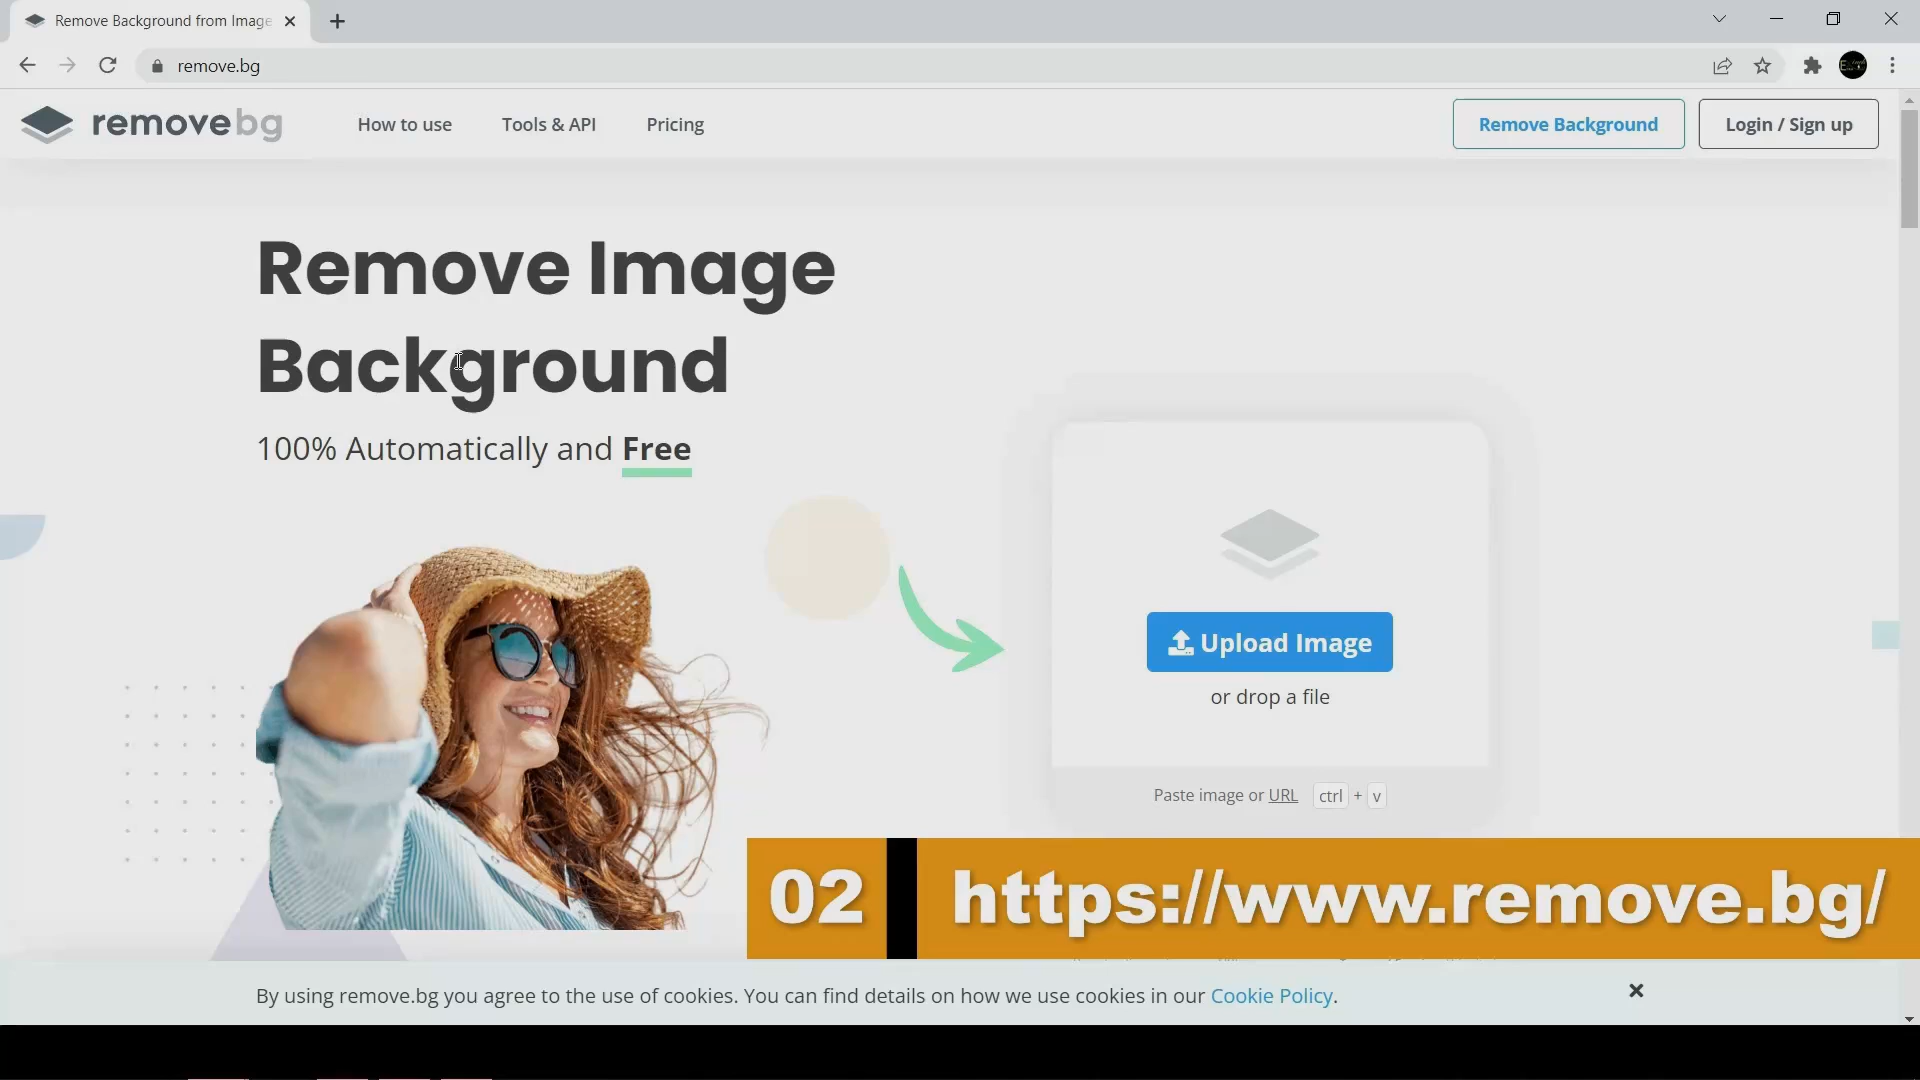 Remove Background from Image
remove.bg
removebg
How to use
Tools & API
Pricing
Remove Background
Login / Sign up
Remove Image
Background
100% Automatically and Free
Upload Image
or drop a file
Paste image or URL ctrl + v
02
https://www.remove.bg/
By using remove.bg you agree to the use of cookies. You can find details on how we use cookies in our Cookie Policy.